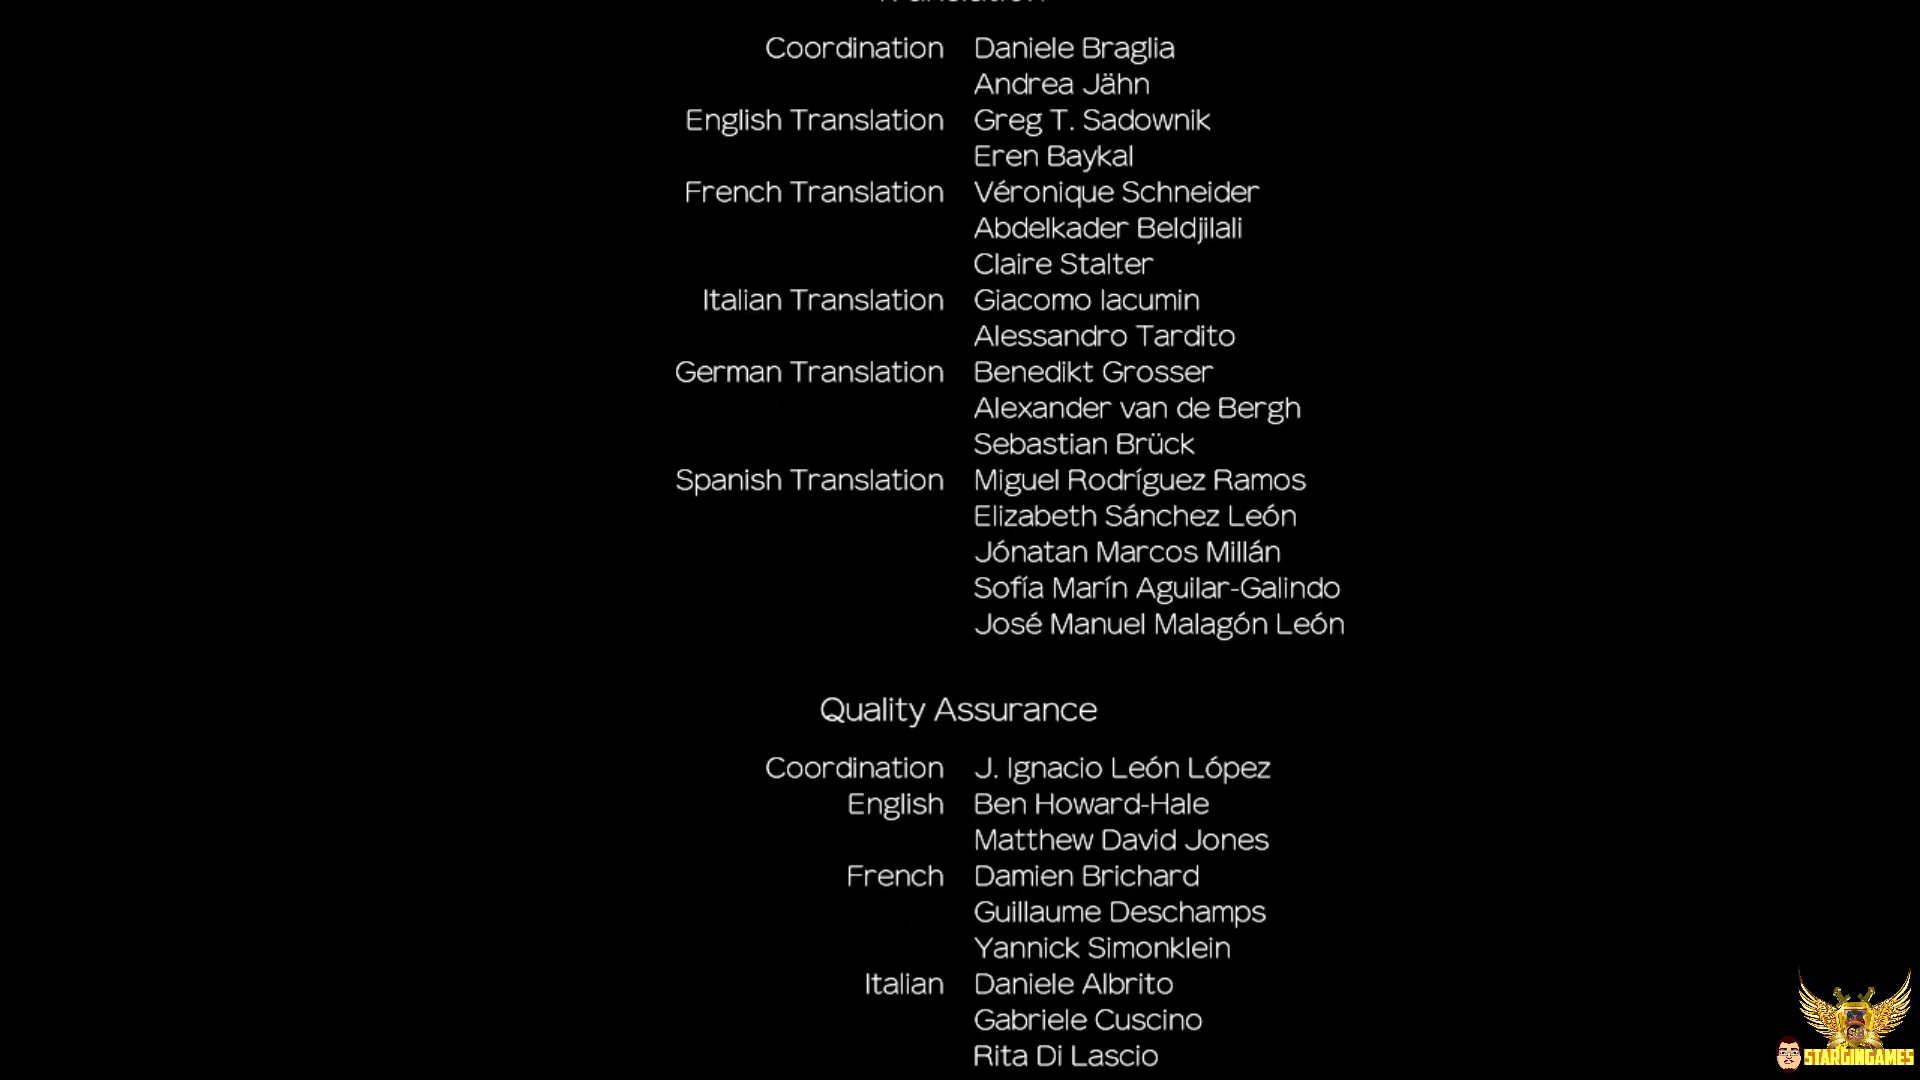 Translation
Coordination Daniele Braglia
Andrea Jähn
English Translation Greg T. Sadownik
Eren Baykal
French Translation Véronique Schneider
Abdelkader Beldjilali
Claire Stalter
Italian Translation Giacomo Iacumin
Alessandro Tardito
German Translation Benedikt Grosser
Alexander van de Bergh
Sebastian Brück
Spanish Translation Miguel Rodríguez Ramos
Elizabeth Sánchez León
Jónatan Marcos Millán
Sofía Marín Aguilar-Galindo
José Manuel Malagón León
Quality Assurance
Coordination J. Ignacio León López
English Ben Howard-Hale
Matthew David Jones
French Damien Brichard
Guillaume Deschamps
Yannick Simonklein
Italian Daniele Albrito
Gabriele Cuscino
Rita Di Lascio
STARGINGAMES